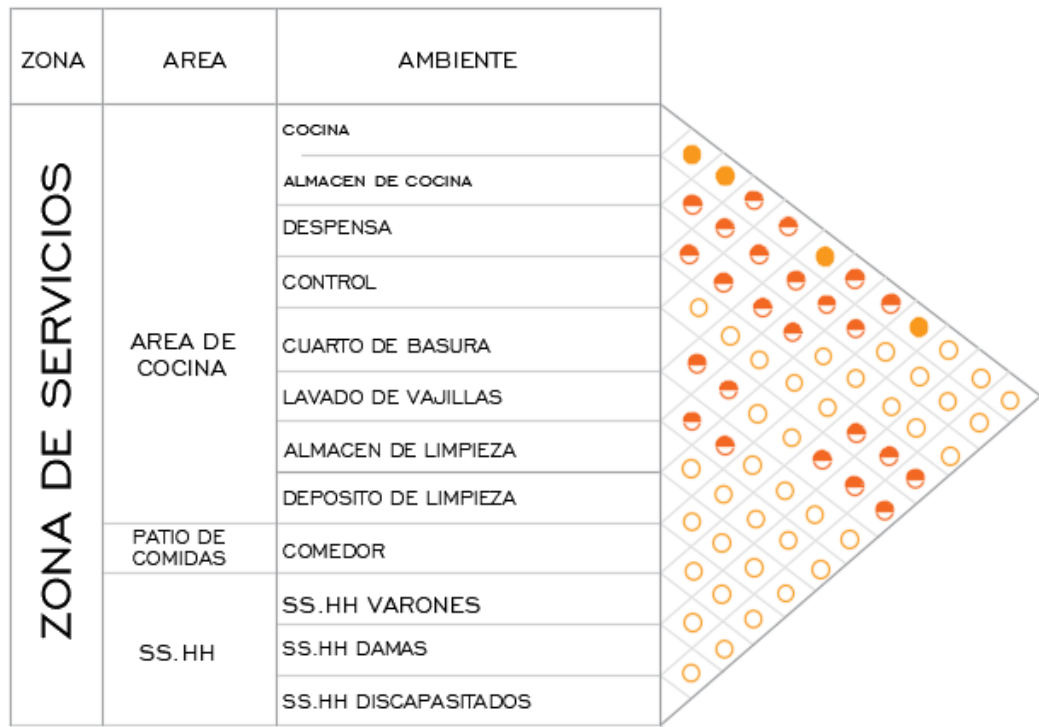 ZONA
AREA
AMBIENTE
ZONA DE SERVICIOS
AREA DE
COCINA
COCINA
ALMACEN DE COCINA
DESPENSA
CONTROL
CUARTO DE BASURA
LAVADO DE VAJILLAS
ALMACEN DE LIMPIEZA
DEPOSITO DE LIMPIEZA
PATIO DE
COMIDAS
COMEDOR
SS.HH
SS.HH VARONES
SS.HH DAMAS
SS.HH DISCAPASITADOS